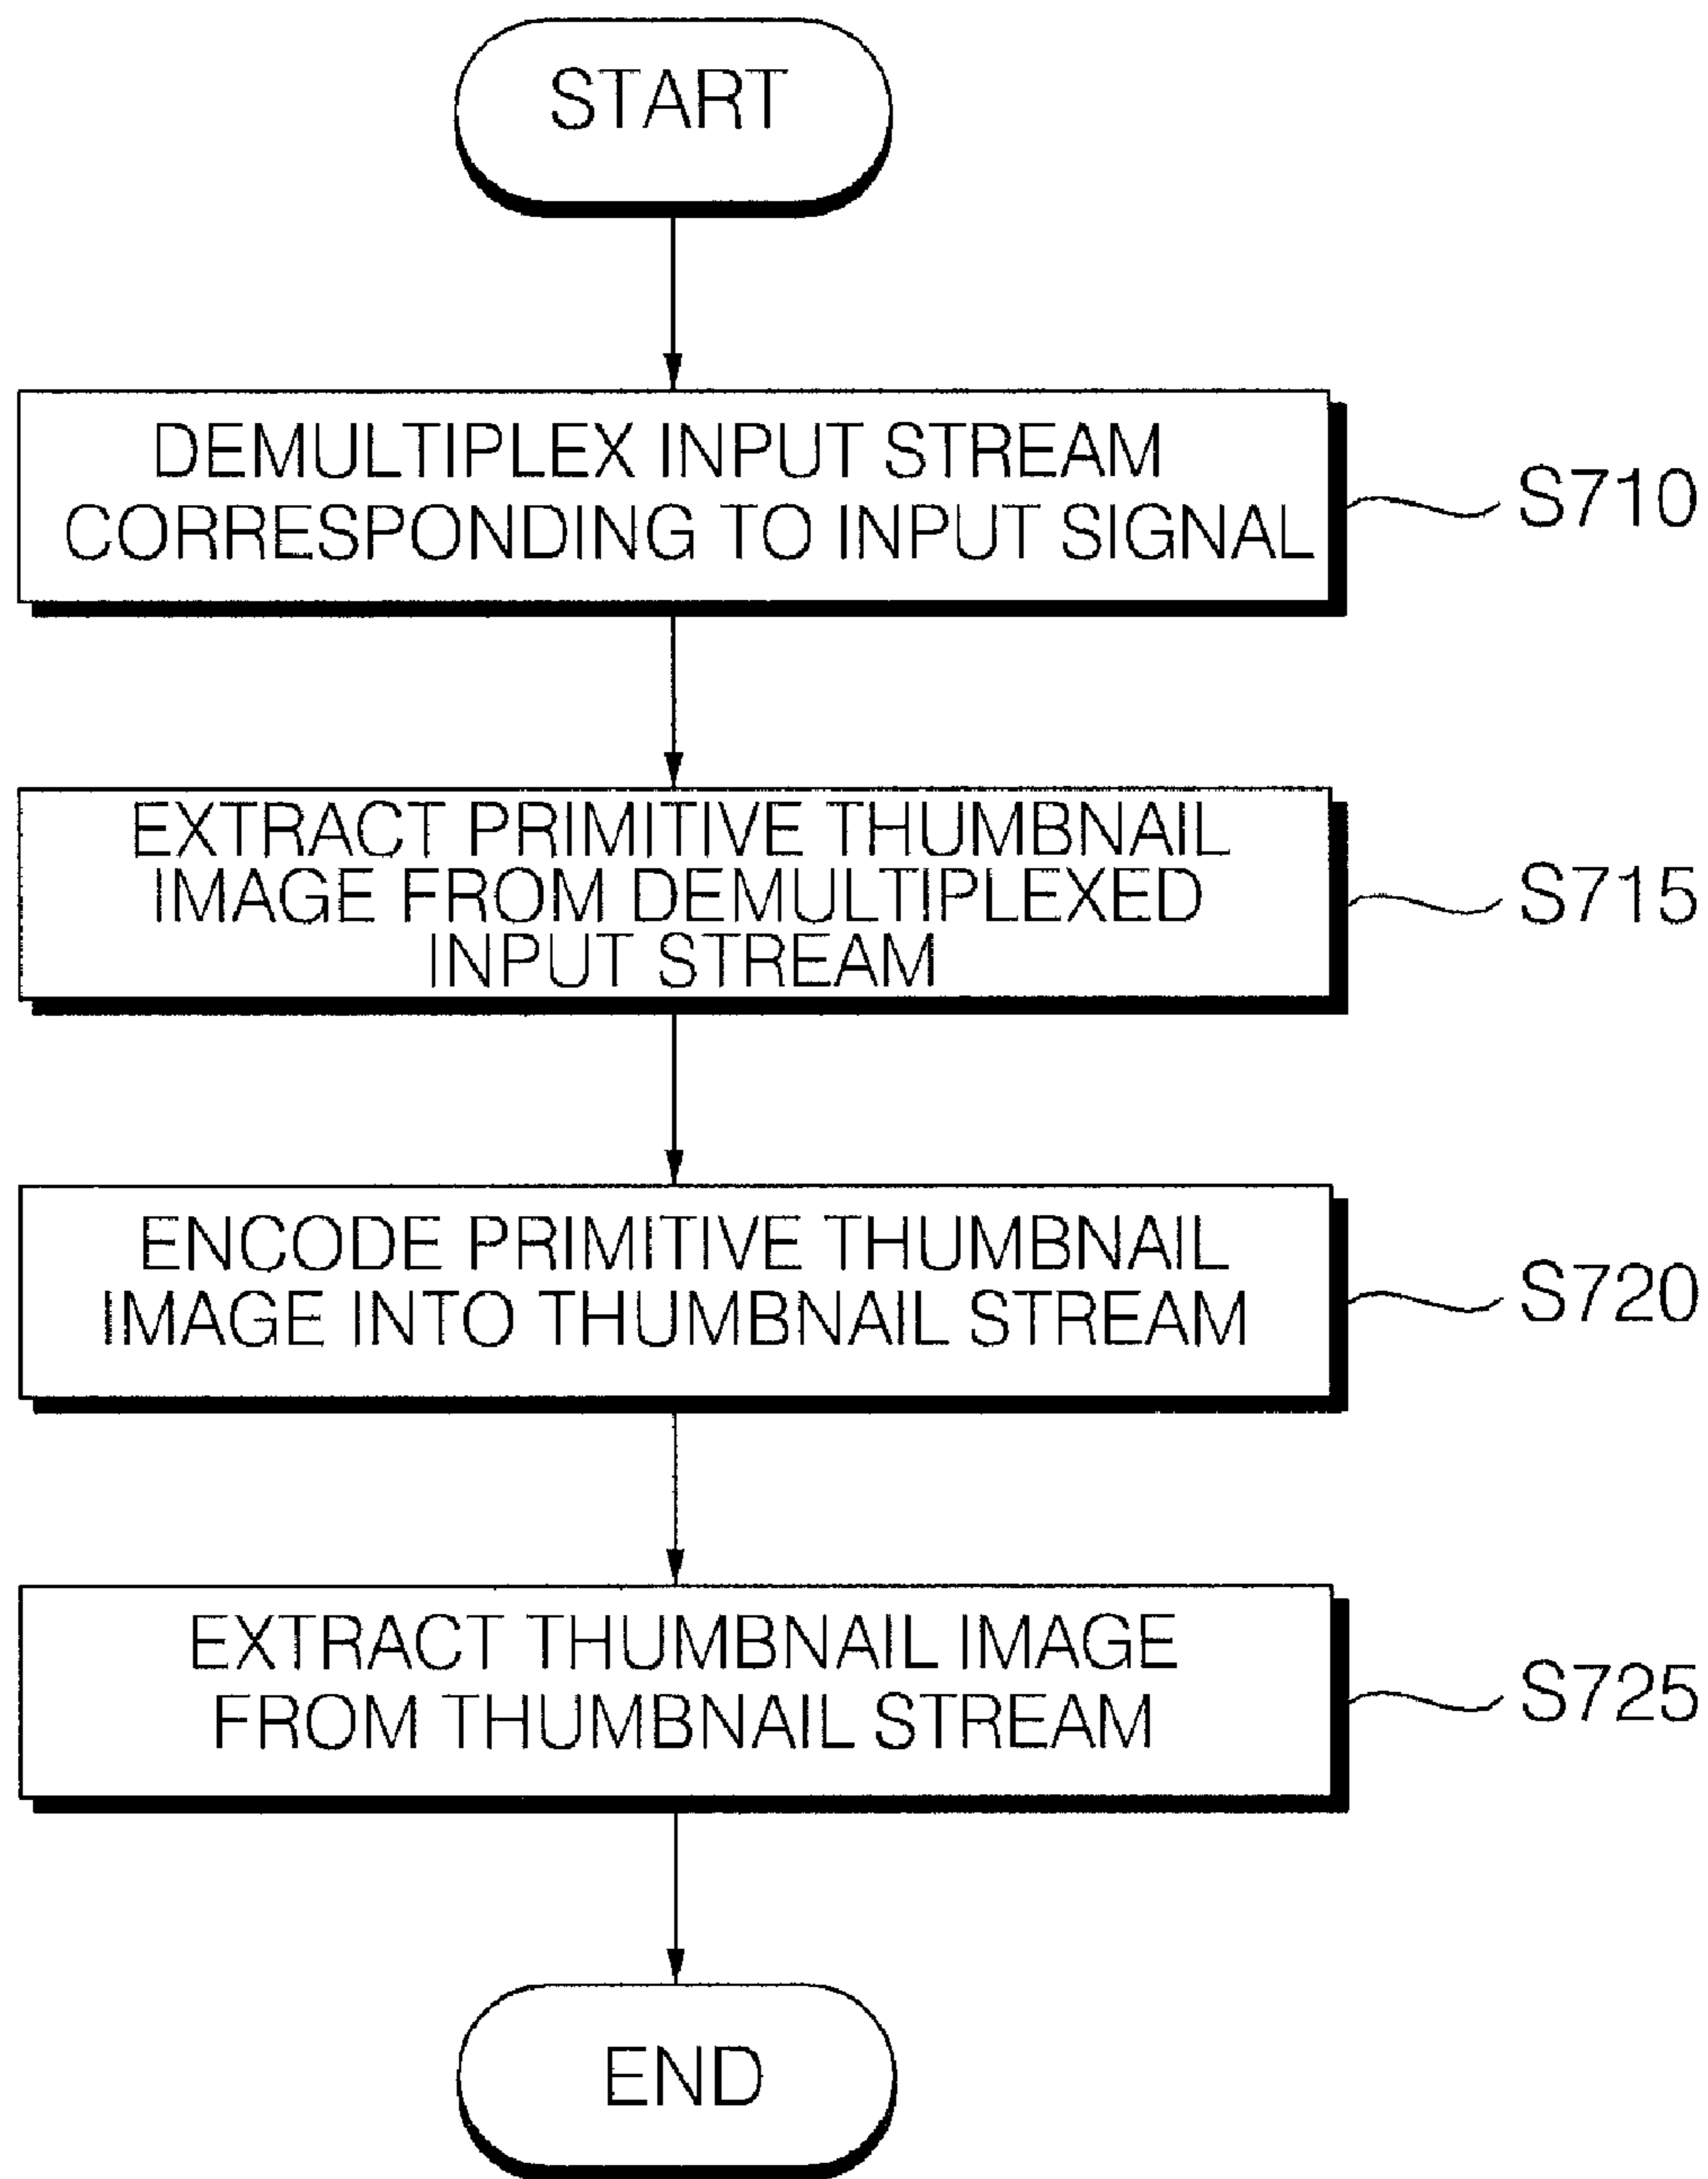 START
DEMULTIPLEX INPUT STREAM
CORRESPONDING TO INPUT SIGNAL
S710
EXTRACT PRIMITIVE THUMBNAIL
IMAGE FROM DEMULTIPLEXED
INPUT STREAM
S715
ENCODE PRIMITIVE THUMBNAIL
IMAGE INTO THUMBNAIL STREAM
S720
EXTRACT THUMBNAIL IMAGE
FROM THUMBNAIL STREAM
S725
END